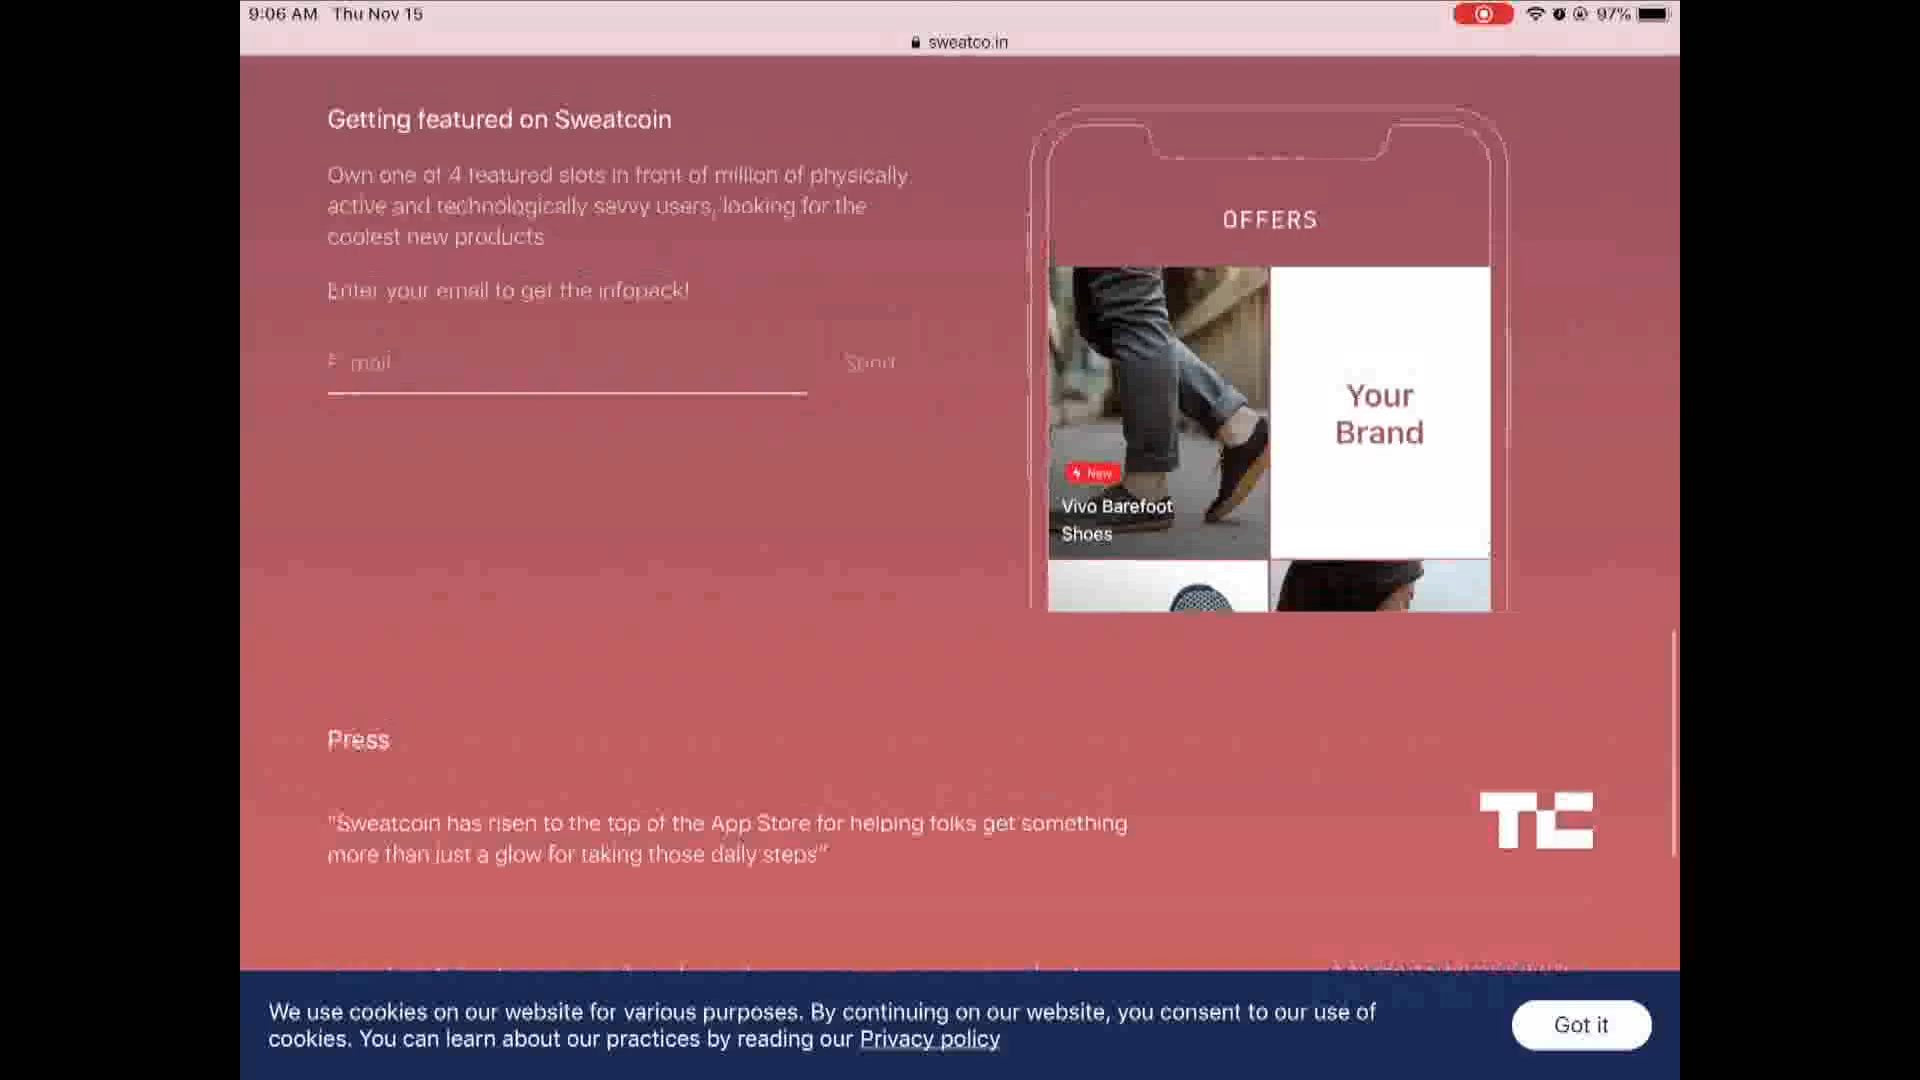 9:06 AM Thu Nov 15
97%
sweatco.in
Getting featured on Sweatcoin
Own one of 4 featured slots in front of million of physically
active and technologically savvy users, looking for the
coolest new products
Enter your email to get the infopack!
E-mail
Send
OFFERS
Your
Brand
New
Vivo Barefoot
Shoes
Press
"Sweatcoin has risen to the top of the App Store for helping folks get something
more than just a glow for taking those daily steps"
TC
We use cookies on our website for various purposes. By continuing on our website, you consent to our use of
cookies. You can learn about our practices by reading our Privacy policy
Got it